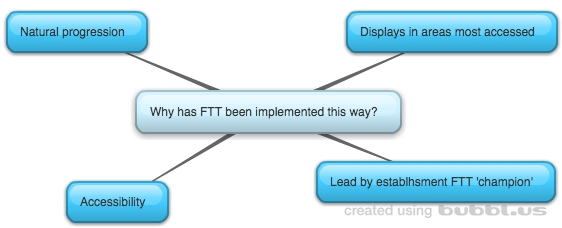 Natural progression
Displays in areas most accessed
Why has FTT been implemented this way?
Accessibility
Lead by establhsment FTT 'champion'
created using bubbl.us